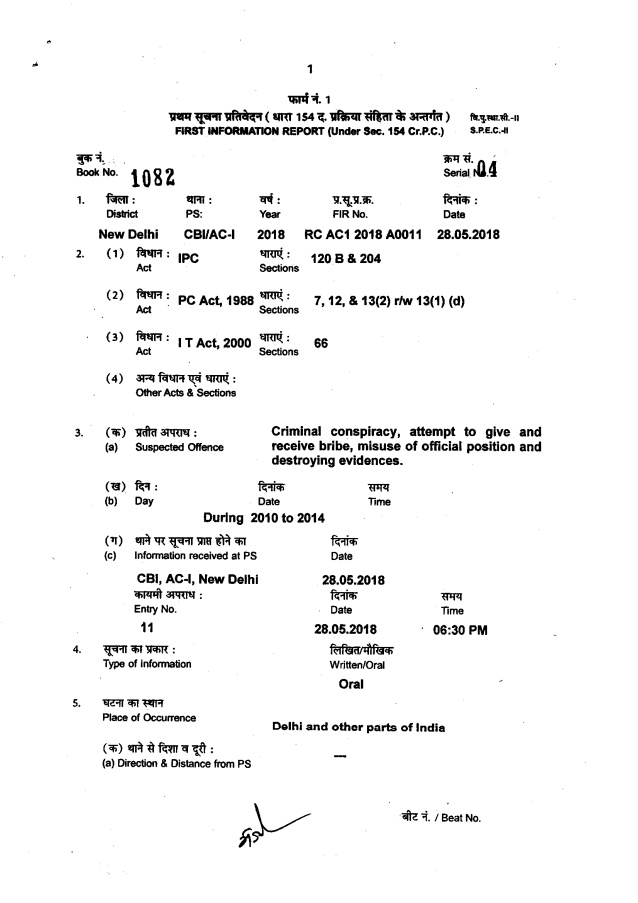 1
फार्म नं. 1
प्रथम सूचना प्रतिवेदन ( धारा 154 द. प्रक्रिया संहिता के अन्तर्गत ) वि.पु.स्था.सी.-II
FIRST INFORMATION REPORT (Under Sec. 154 Cr.P.C.) S.P.E.C.-II
बुक नं. क्रम सं.
Book No. 1082 Serial N 04
1. जिला : थाना : वर्ष : प्र.सू.प्र.क्र. दिनांक :
District PS: Year FIR No. Date
New Delhi CBI/AC-I 2018 RC AC1 2018 A0011 28.05.2018
2. (1) विधान : IPC धाराएं : 120 B & 204
Act Sections
(2) विधान : PC Act, 1988 धाराएं : 7, 12, & 13(2) r/w 13(1) (d)
Act Sections
(3) विधान : I T Act, 2000 धाराएं : 66
Act Sections
(4) अन्य विधान एवं धाराएं :
Other Acts & Sections
3. (क) प्रतीत अपराध : Criminal conspiracy, attempt to give and
(a) Suspected Offence receive bribe, misuse of official position and
destroying evidences.
(ख) दिन : दिनांक समय
(b) Day Date Time
During 2010 to 2014
(ग) थाने पर सूचना प्राप्त होने का दिनांक
(c) Information received at PS Date
CBI, AC-I, New Delhi 28.05.2018
कायमी अपराध : दिनांक समय
Entry No. Date Time
11 28.05.2018 06:30 PM
4. सूचना का प्रकार : लिखित/मौखिक
Type of Information Written/Oral
Oral
5. घटना का स्थान
Place of Occurrence
Delhi and other parts of India
(क) थाने से दिशा व दूरी : —
(a) Direction & Distance from PS
बीट नं. / Beat No.